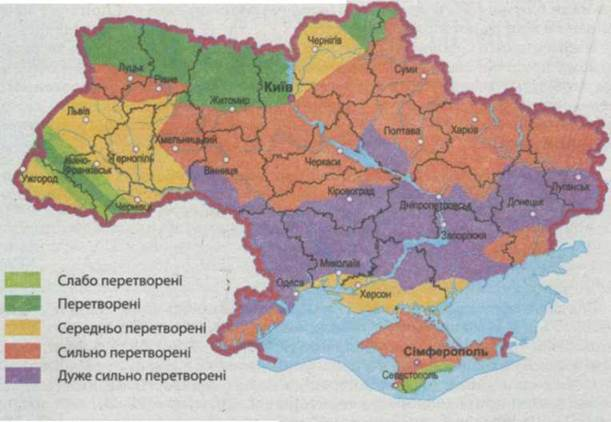 Чернігів
Луцьк
Рівне
Київ
Суми
Житомир
Львів
Хмельницький
Тернопіль
Івано-
Франківськ
Ужгород
Чернівці
Вінниця
Черкаси
Полтава
Харків
Кіровоград
Дніпропетровськ
Луганськ
Донецьк
Запоріжжя
Миколаїв
Одеса
Херсон
Сімферополь
Севастополь
Слабо перетворені
Перетворені
Середньо перетворені
Сильно перетворені
Дуже сильно перетворені